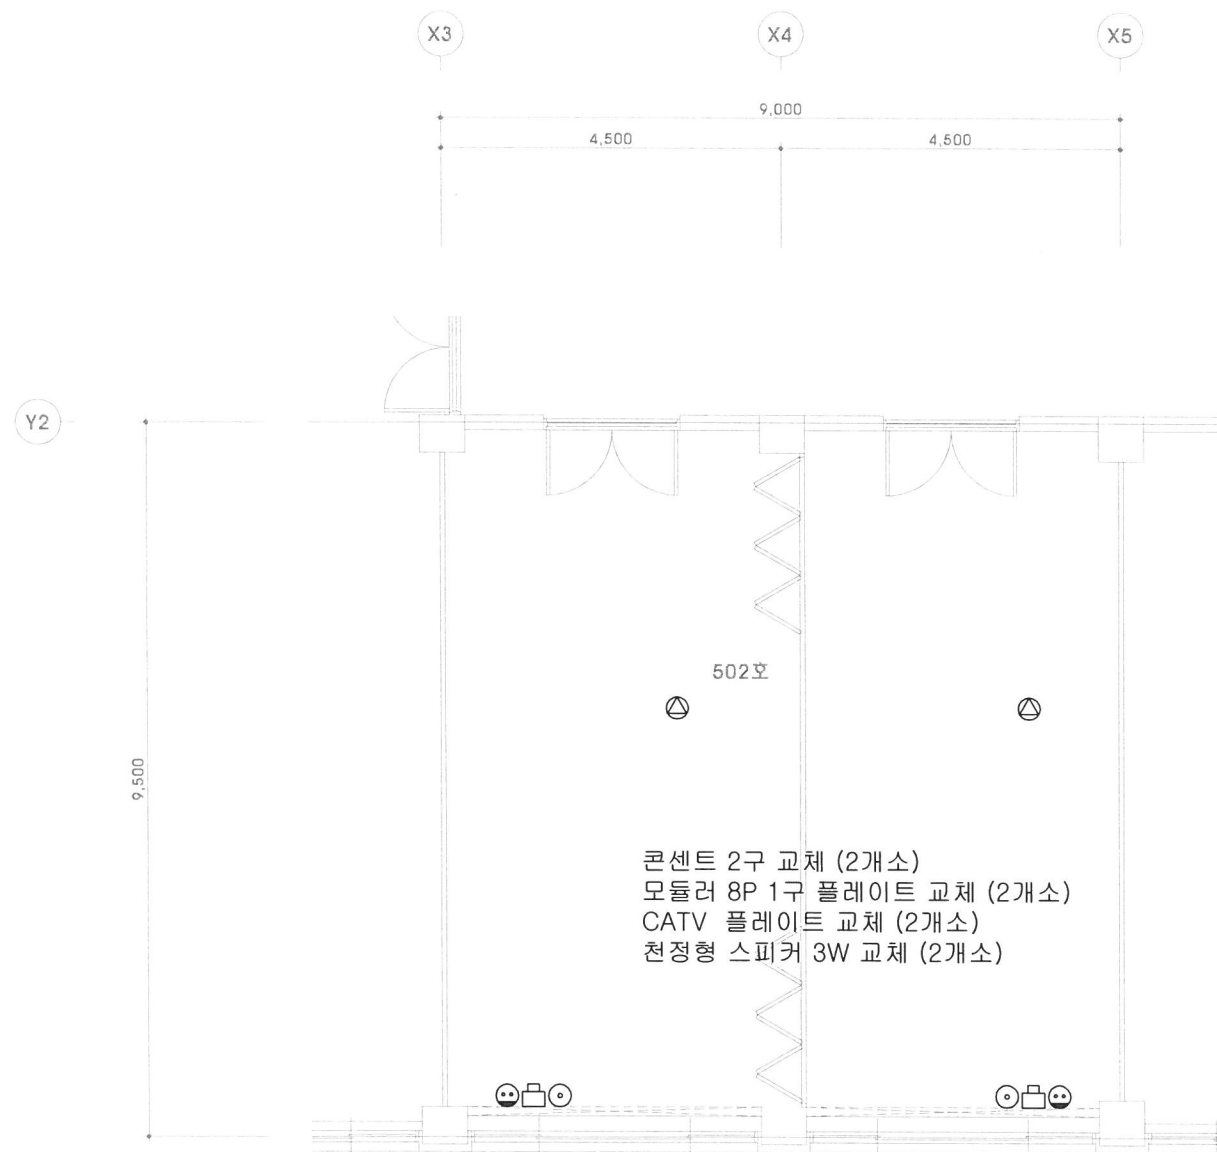 X3
X4
X5
9,000
4,500
4,500
Y2
502호
9,500
콘센트 2구 교체 (2개소)
모듈러 8P 1구 플레이트 교체 (2개소)
CATV 플레이트 교체 (2개소)
천정형 스피커 3W 교체 (2개소)